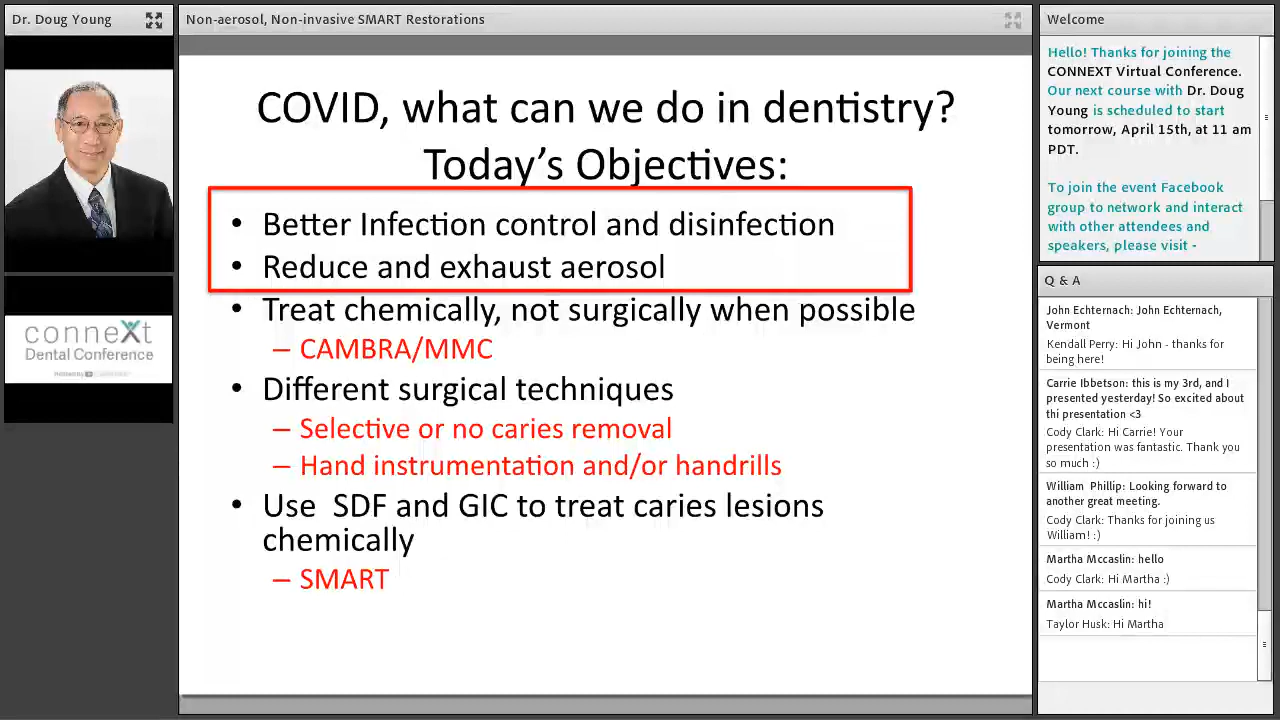 Dr. Doug Young
Non-aerosol, Non-invasive SMART Restorations
COVID, what can we do in dentistry?
Today's Objectives:
• Better Infection control and disinfection
• Reduce and exhaust aerosol
• Treat chemically, not surgically when possible
– CAMBRA/MMC
• Different surgical techniques
– Selective or no caries removal
– Hand instrumentation and/or handrills
• Use SDF and GIC to treat caries lesions
chemically
– SMART
conneXt
Dental Conference
Welcome
Hello! Thanks for joining the
CONNEXT Virtual Conference.
Our next course with Dr. Doug
Young is scheduled to start
tomorrow, April 15th, at 11 am
PDT.
To join the event Facebook
group to network and interact
with other attendees and
speakers, please visit -
Q & A
John Echternach: John Echternach,
Vermont
Kendall Perry: Hi John - thanks for
being here!
Carrie Ibbetson: this is my 3rd, and I
presented yesterday! So excited about
thi presentation <3
Cody Clark: Hi Carrie! Your
presentation was fantastic. Thank you
so much :)
William Phillip: Looking forward to
another great meeting.
Cody Clark: Thanks for joining us
William! :)
Martha Mccaslin: hello
Cody Clark: Hi Martha :)
Martha Mccaslin: hi!
Taylor Husk: Hi Martha